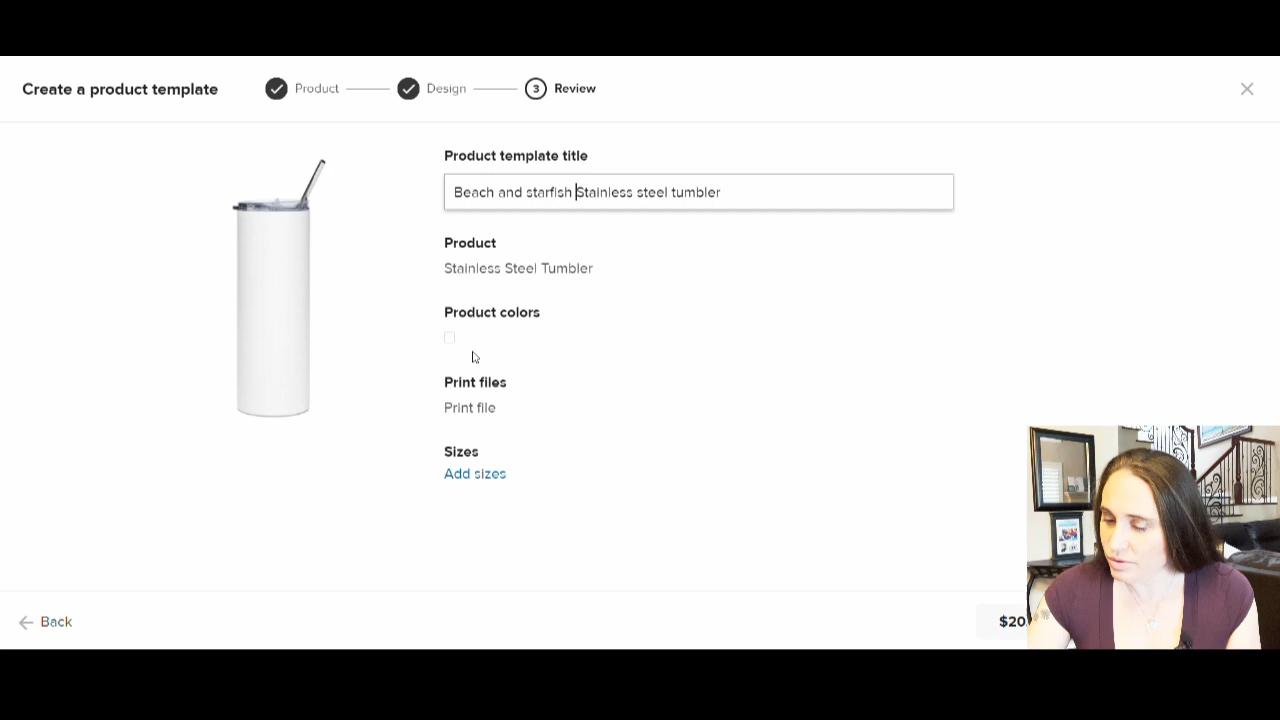 Create a product template
Product
Design
3 Review
Product template title
Beach and starfish Stainless steel tumbler
Product
Stainless Steel Tumbler
Product colors
Print files
Print file
Sizes
Add sizes
Back
$20